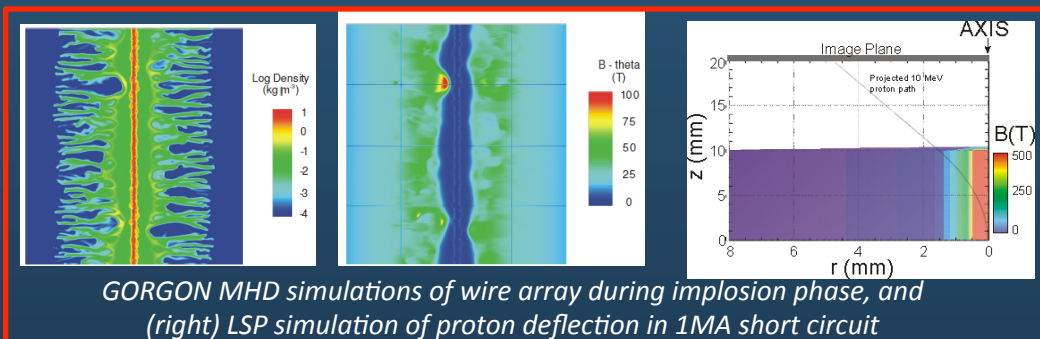 Log Density
(kg m-3)
1
0
-1
-2
-3
-4
B - theta
(T)
100
75
50
25
0
AXIS
Image Plane
Projected 10 MeV
proton path
20
15
10
5
0
z (mm)
B(T)
500
250
0
8 6 4 2 0
r (mm)
GORGON MHD simulations of wire array during implosion phase, and
(right) LSP simulation of proton deflection in 1MA short circuit